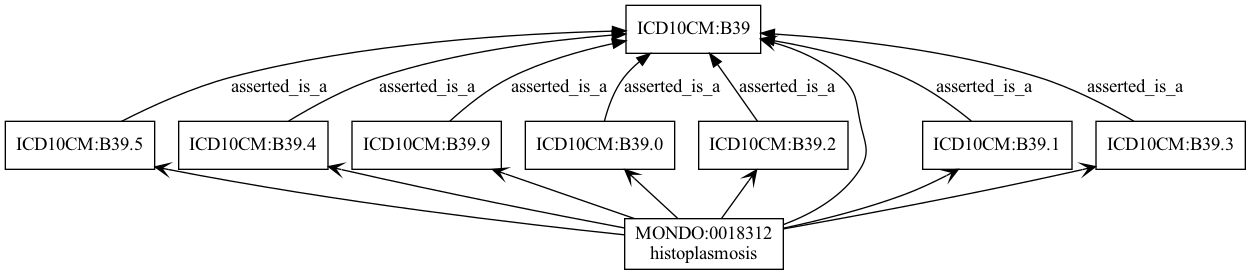 ICD10CM:B39
asserted_is_a
asserted_is_a
asserted_is_a
asserted_is_a
asserted_is_a
asserted_is_a
asserted_is_a
ICD10CM:B39.5
ICD10CM:B39.4
ICD10CM:B39.9
ICD10CM:B39.0
ICD10CM:B39.2
ICD10CM:B39.1
ICD10CM:B39.3
MONDO:0018312
histoplasmosis